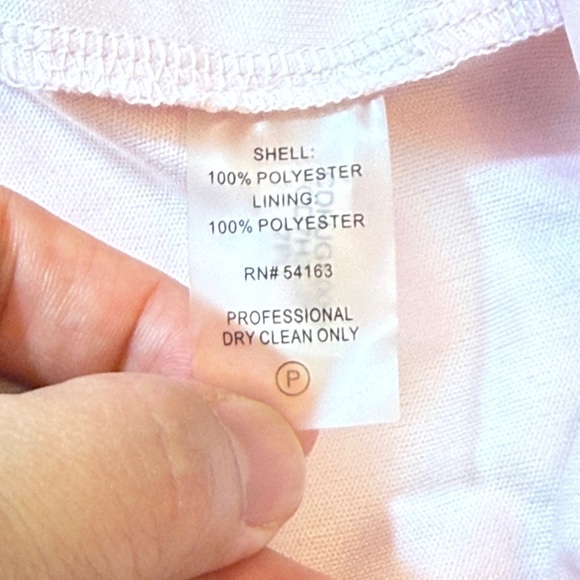 SHELL:
100% POLYESTER
LINING:
100% POLYESTER
RN# 54163
PROFESSIONAL
DRY CLEAN ONLY
P